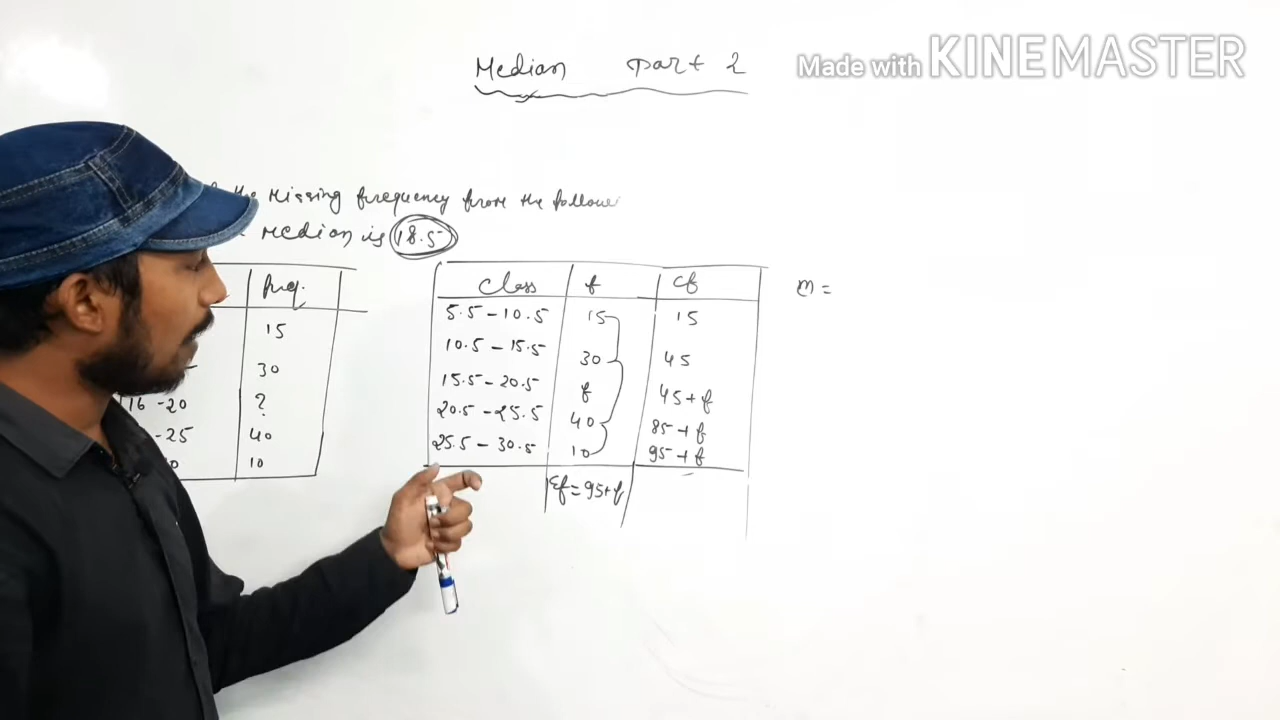 Median Part 2
Made with KINEMASTER
the Missing frequency from the
Median is 18.5
freq.
15
30
16 - 20 ?
- 25 40
10
Class f cf
5.5 - 10.5 15 15
10.5 - 15.5 30 45
15.5 - 20.5 f 45 + f
20.5 - 25.5 40 85 + f
25.5 - 30.5 10 95 + f
Σf = 95 + f
M =